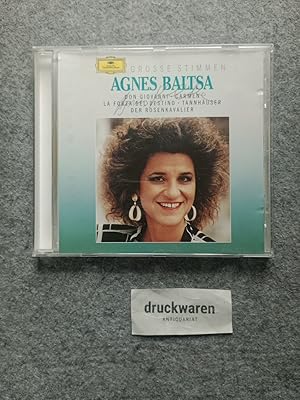 GROSSE STIMMEN
AGNES BALTSA
DON GIOVANNI · CARMEN
LA FORZA DEL DESTINO · TANNHÄUSER
DER ROSENKAVALIER
druckwaren
ANTIQUARIAT